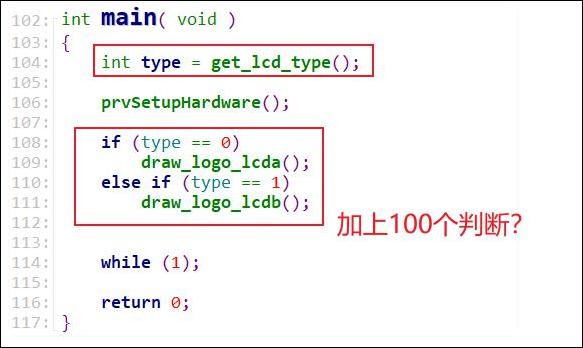 102: int main( void )
103: {
104:     int type = get_lcd_type();
105:
106:     prvSetupHardware();
107:
108:     if (type == 0)
109:         draw_logo_lcda();
110:     else if (type == 1)
111:         draw_logo_lcdb();
112:
加上100个判断?
113:
114:     while (1);
115:
116:     return 0;
117: }